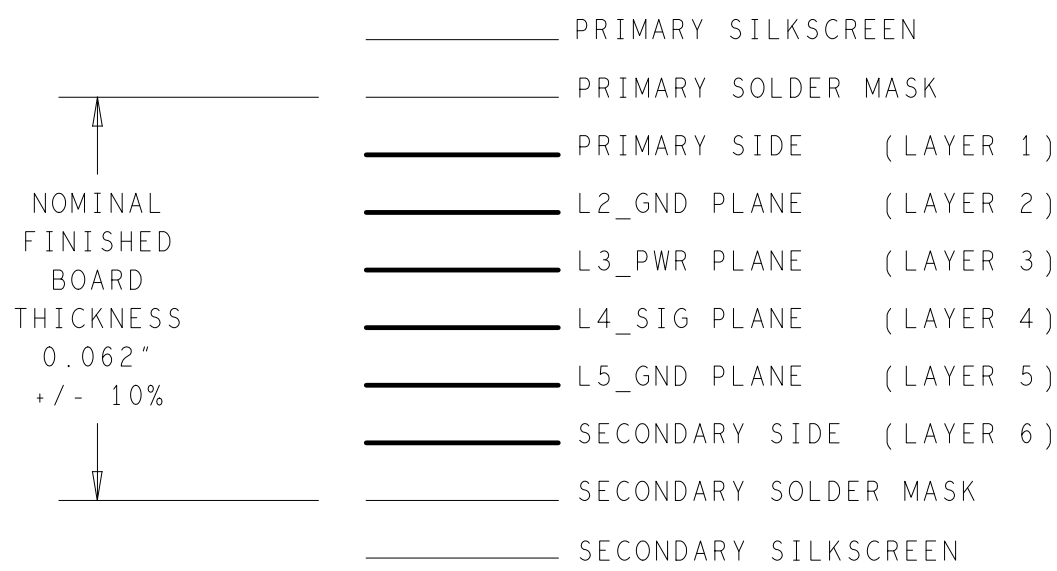 PRIMARY SILKSCREEN
PRIMARY SOLDER MASK
PRIMARY SIDE (LAYER 1)
L2_GND PLANE (LAYER 2)
L3_PWR PLANE (LAYER 3)
L4_SIG PLANE (LAYER 4)
L5_GND PLANE (LAYER 5)
SECONDARY SIDE (LAYER 6)
SECONDARY SOLDER MASK
SECONDARY SILKSCREEN
NOMINAL
FINISHED
BOARD
THICKNESS
0.062"
+/- 10%